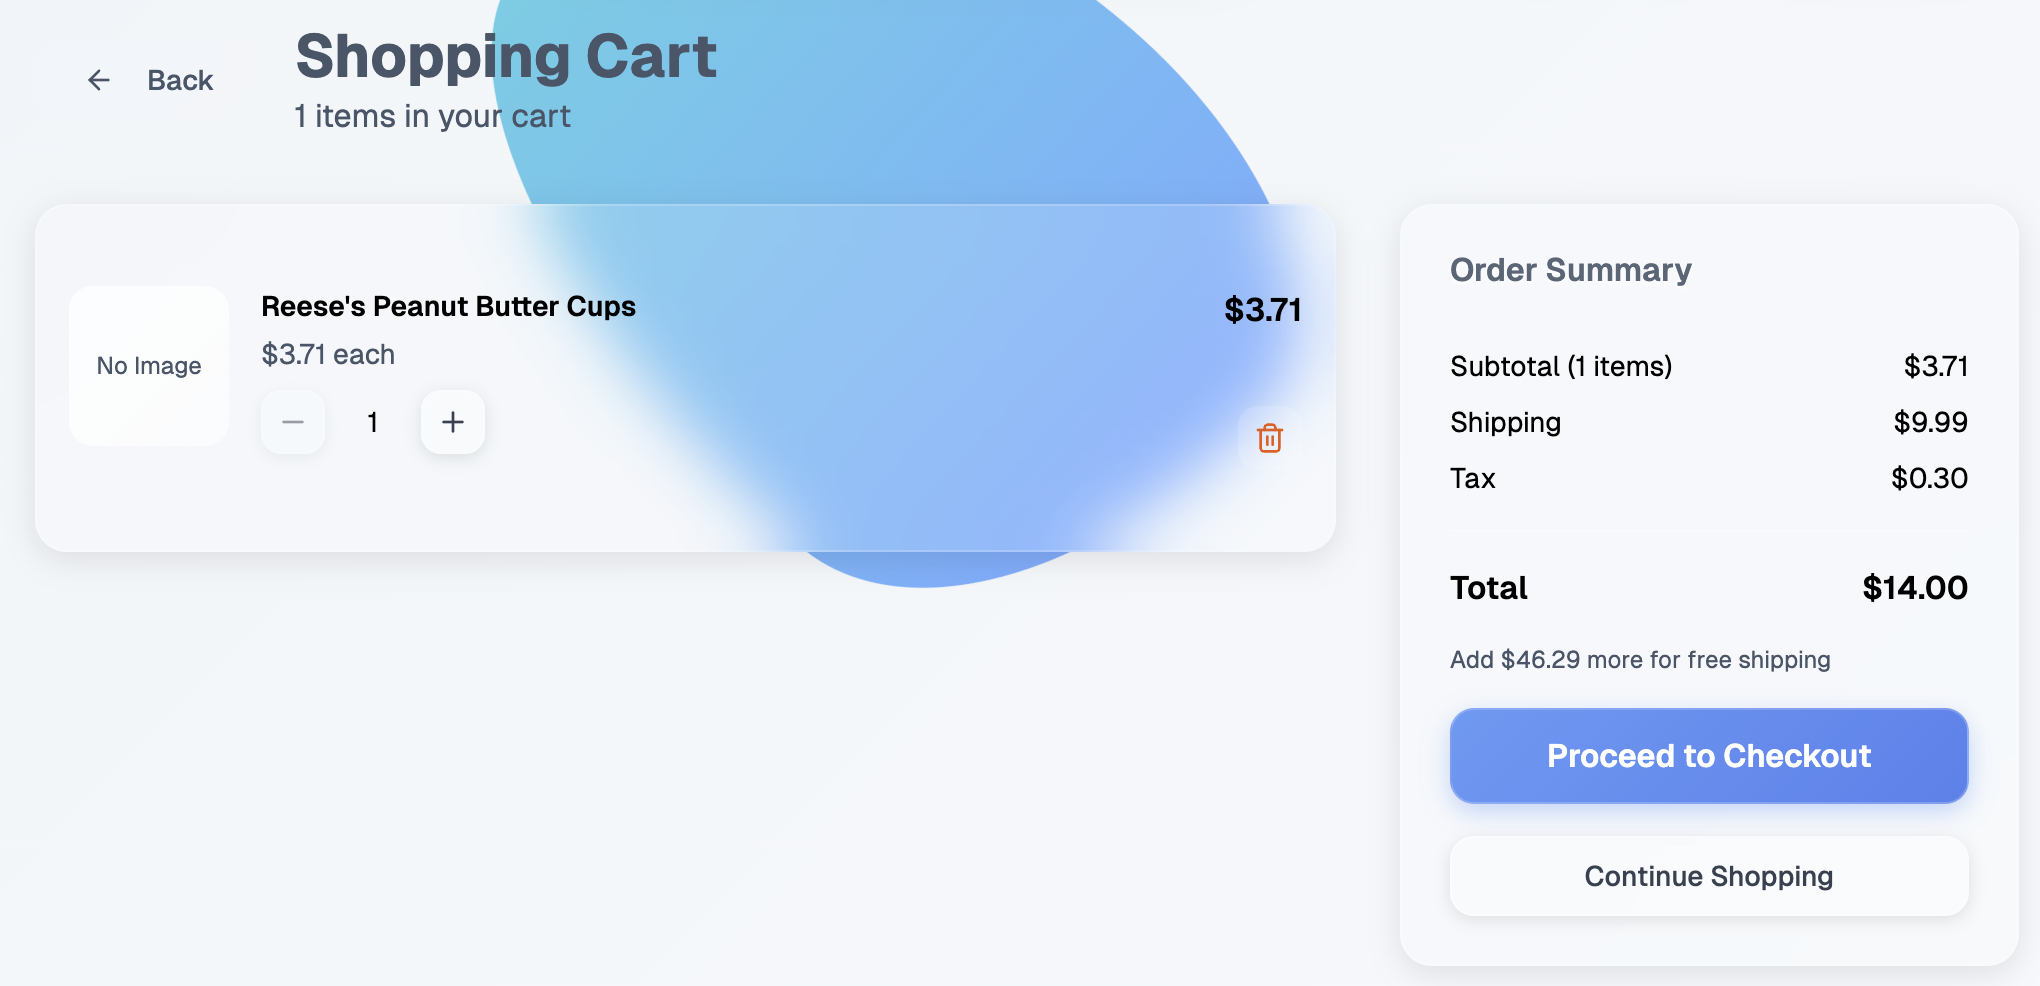 Back
Shopping Cart
1 items in your cart
No Image
Reese's Peanut Butter Cups
$3.71 each
1
$3.71
Order Summary
Subtotal (1 items) $3.71
Shipping $9.99
Tax $0.30
Total $14.00
Add $46.29 more for free shipping
Proceed to Checkout
Continue Shopping